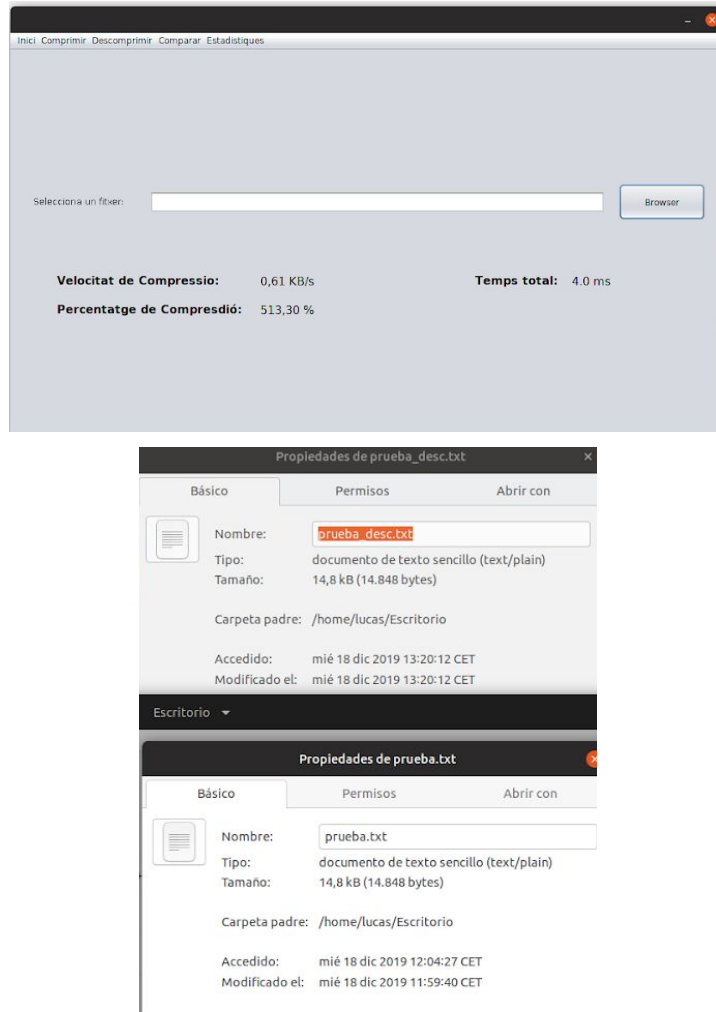 Inici Comprimir Descomprimir Comparar Estadistiques
Selecciona un fitxer:
Browser
Velocitat de Compressio: 0,61 KB/s Temps total: 4.0 ms
Percentatge de Compresdió: 513,30 %
Propiedades de prueba_desc.txt
Básico Permisos Abrir con
Nombre: prueba_desc.txt
Tipo: documento de texto sencillo (text/plain)
Tamaño: 14,8 kB (14.848 bytes)
Carpeta padre: /home/lucas/Escritorio
Accedido: mié 18 dic 2019 13:20:12 CET
Modificado el: mié 18 dic 2019 13:20:12 CET
Escritorio
Propiedades de prueba.txt
Básico Permisos Abrir con
Nombre: prueba.txt
Tipo: documento de texto sencillo (text/plain)
Tamaño: 14,8 kB (14.848 bytes)
Carpeta padre: /home/lucas/Escritorio
Accedido: mié 18 dic 2019 12:04:27 CET
Modificado el: mié 18 dic 2019 11:59:40 CET